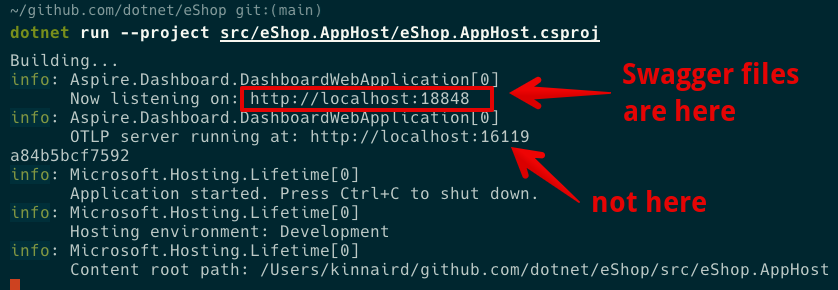 ~/github.com/dotnet/eShop git:(main)
dotnet run --project src/eShop.AppHost/eShop.AppHost.csproj
Building...
info: Aspire.Dashboard.DashboardWebApplication[0]
Now listening on: http://localhost:18848
info: Aspire.Dashboard.DashboardWebApplication[0]
OTLP server running at: http://localhost:16119
a84b5bcf7592
info: Microsoft.Hosting.Lifetime[0]
Application started. Press Ctrl+C to shut down.
info: Microsoft.Hosting.Lifetime[0]
Hosting environment: Development
info: Microsoft.Hosting.Lifetime[0]
Content root path: /Users/kinnaird/github.com/dotnet/eShop/src/eShop.AppHost
Swagger files
are here
not here